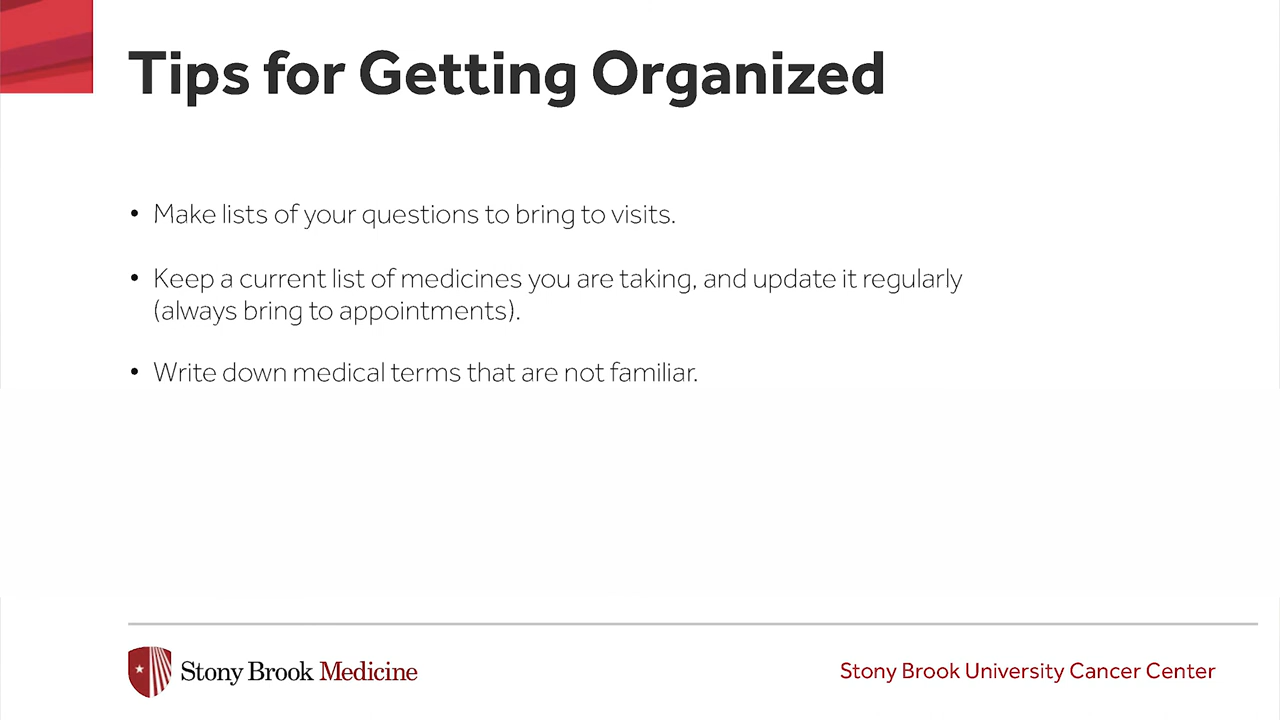 Tips for Getting Organized
• Make lists of your questions to bring to visits.
• Keep a current list of medicines you are taking, and update it regularly
(always bring to appointments).
• Write down medical terms that are not familiar.
Stony Brook Medicine
Stony Brook University Cancer Center